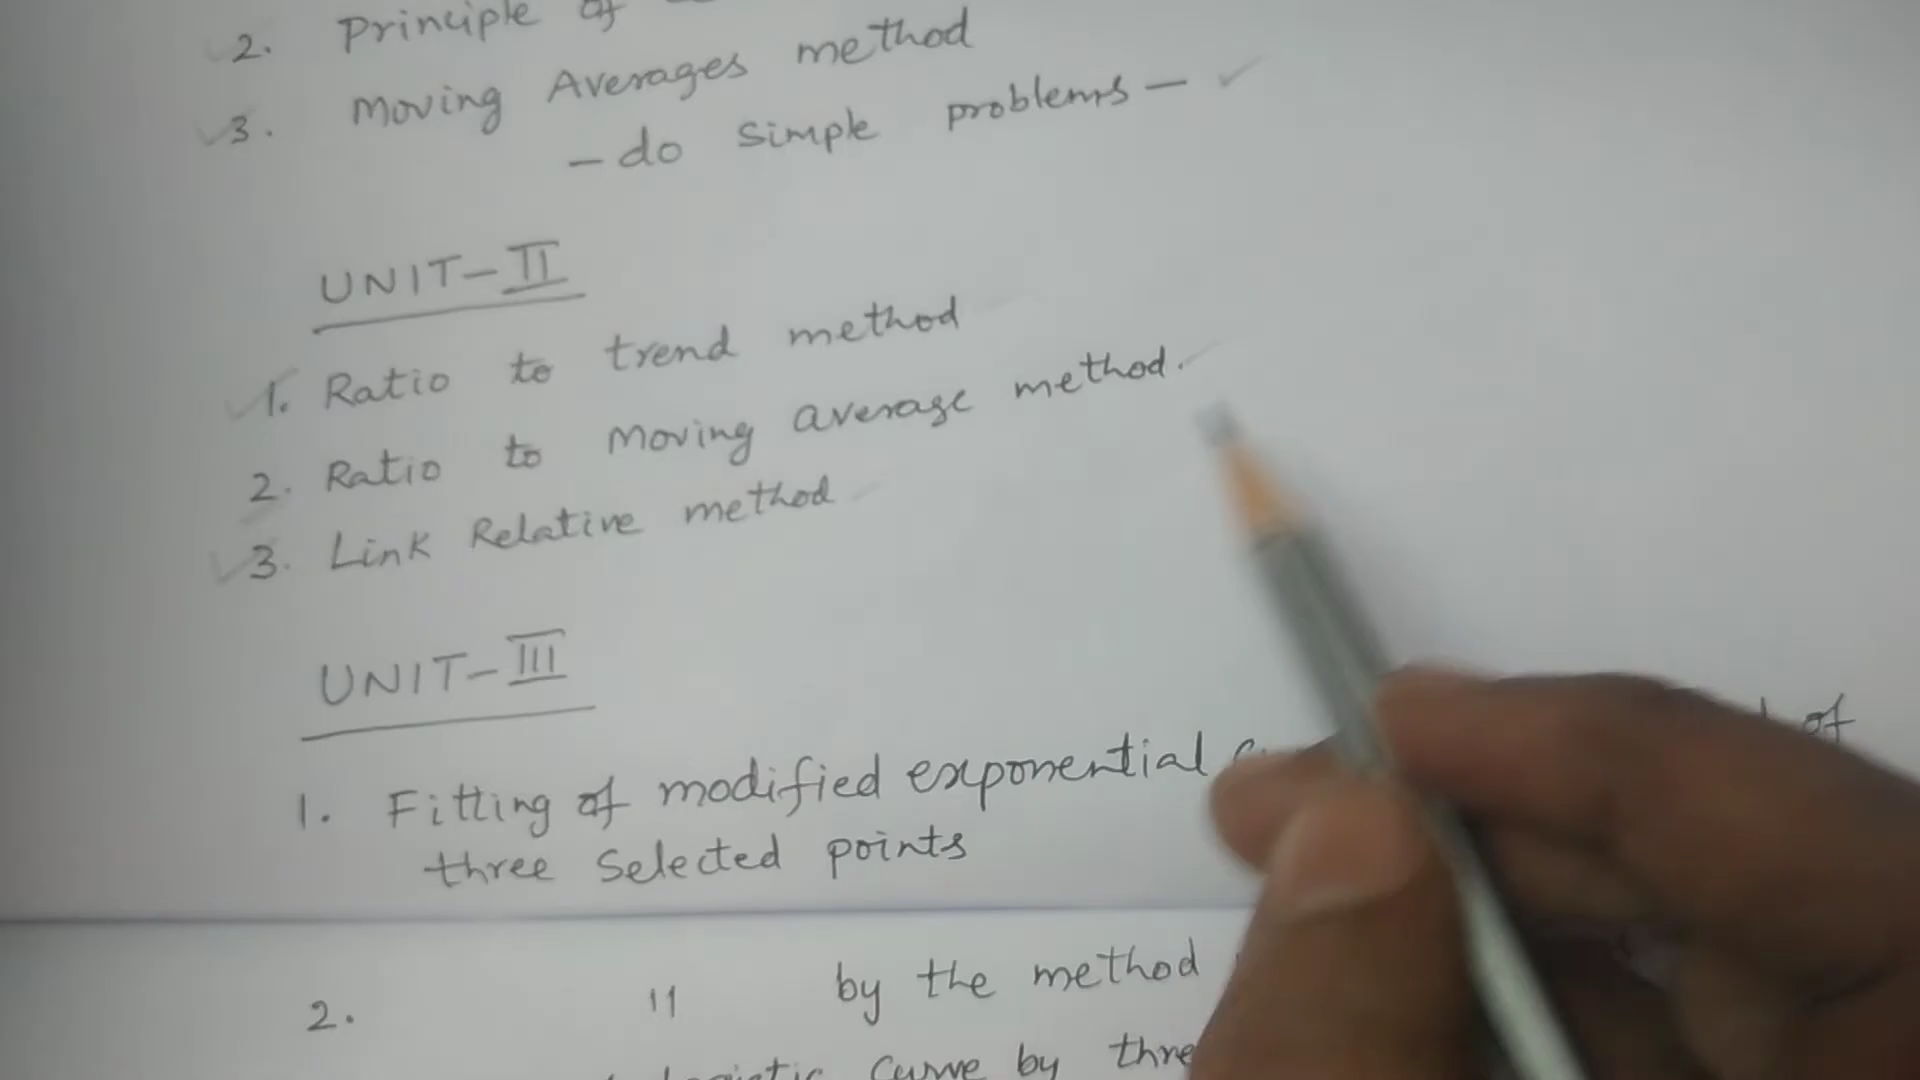 2. Principle of
3. Moving Averages method
- do simple problems -
UNIT-II
1. Ratio to trend method
2. Ratio to Moving average method.
3. Link Relative method
UNIT-III
1. Fitting of modified exponential of
three Selected points
2. 11 by the method
Curve by